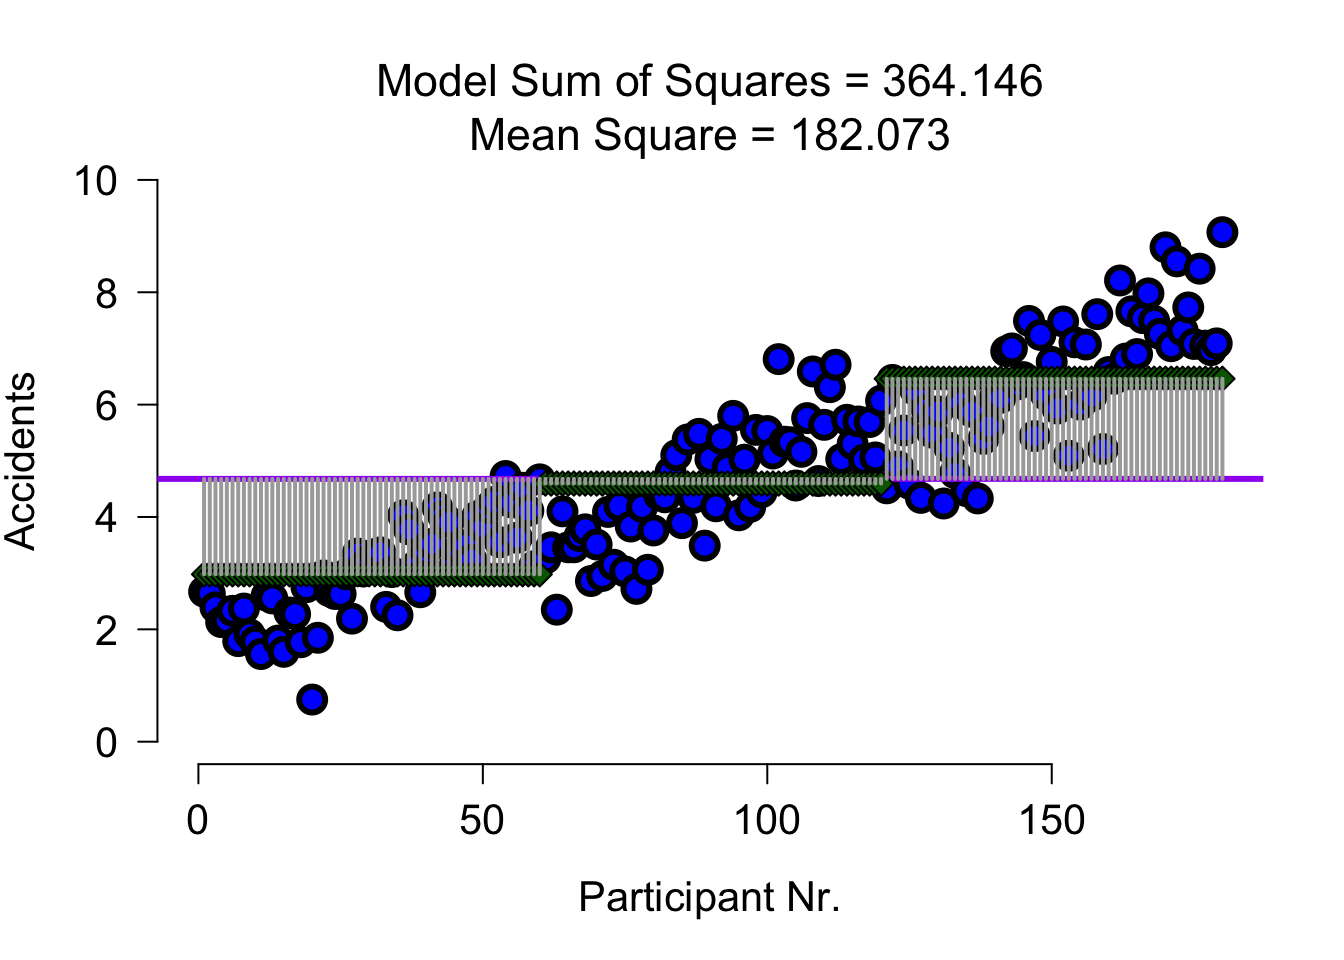 Model Sum of Squares = 364.146
Mean Square = 182.073
Accidents
10
8
6
4
2
0
0 50 100 150
Participant Nr.